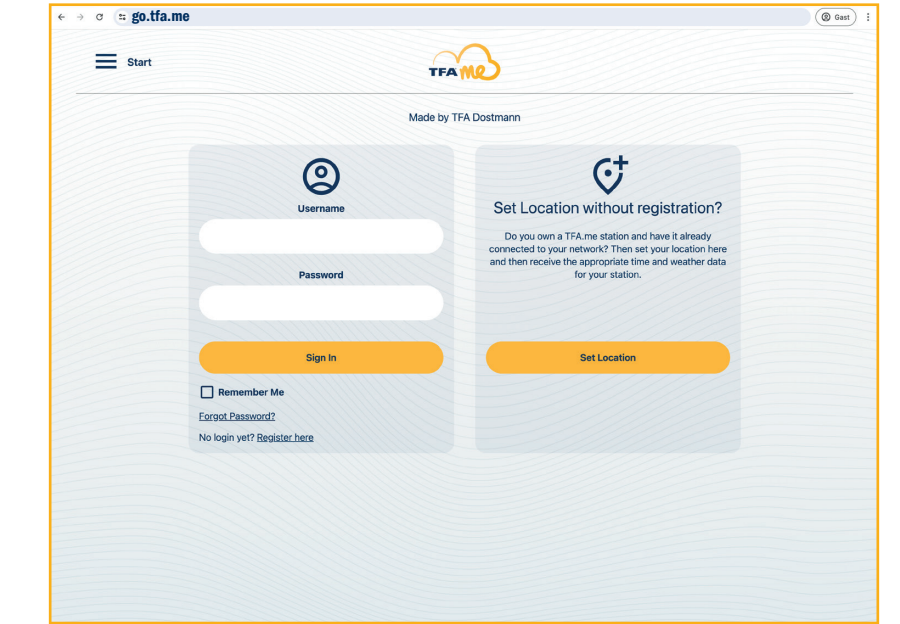 go.tfa.me
Gast
Start
TFA me
Made by TFA Dostmann
Username
Password
Sign In
Remember Me
Forgot Password?
No login yet? Register here
Set Location without registration?
Do you own a TFA.me station and have it already
connected to your network? Then set your location here
and then receive the appropriate time and weather data
for your station.
Set Location